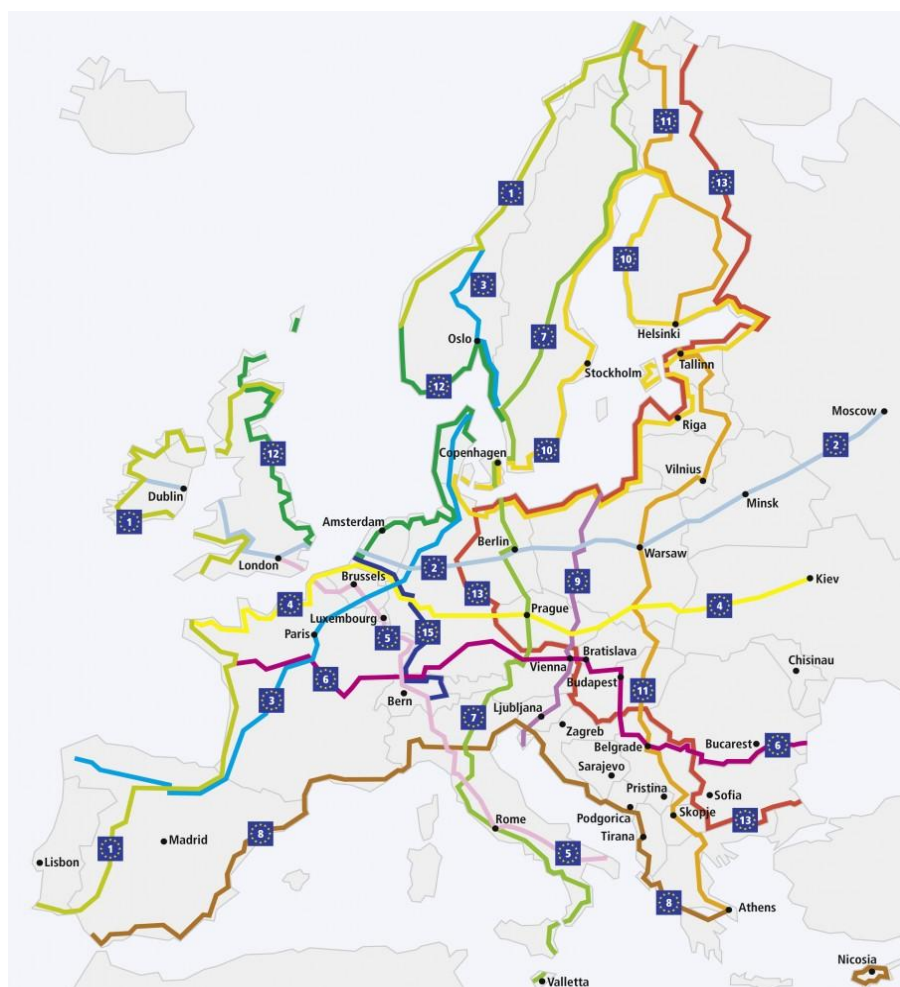 11
13
1
10
3
Oslo
7
Helsinki
Tallinn
Stockholm
12
Moscow
Riga
2
12
Copenhagen
10
Vilnius
Dublin
Minsk
1
Amsterdam
Berlin
Warsaw
London
2
Brussels
9
Kiev
4
13
4
Luxembourg
Prague
Paris
5
15
Bratislava
Vienna
Chisinau
6
Budapest
Bern
11
3
Ljubljana
7
Zagreb
Belgrade
Bucarest
6
Sarajevo
Pristina
Sofia
Podgorica
Skopje
Rome
13
8
Tirana
Madrid
1
5
Lisbon
8
Athens
Nicosia
Valletta